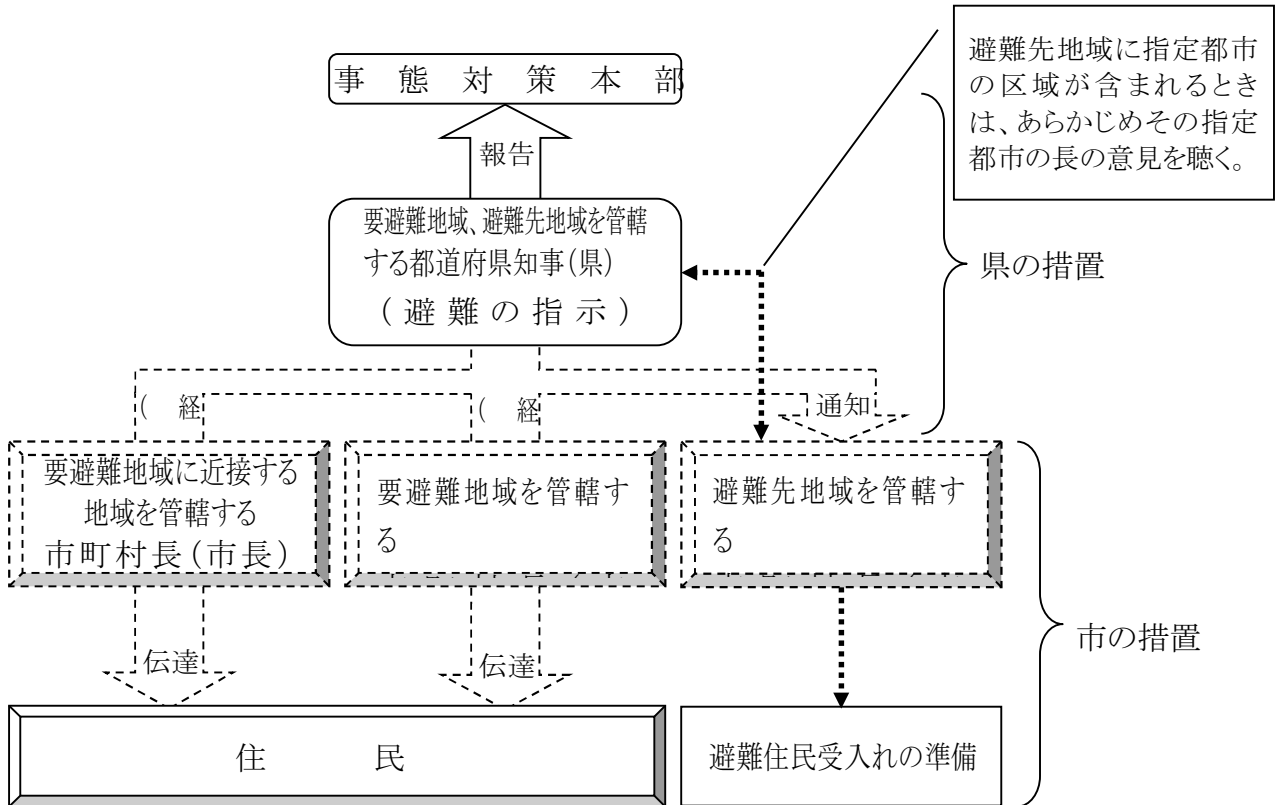 避難先地域に指定都市
の区域が含まれるとき
は、あらかじめその指定
都市の長の意見を聴く。
事態対策本部
報告
要避難地域、避難先地域を管轄
する都道府県知事(県)
(避難の指示)
県の措置
( 経
( 経
通知
要避難地域に近接する
地域を管轄する
市町村長(市長)
要避難地域を管轄す
る
避難先地域を管轄す
る
伝達
伝達
市の措置
住 民
避難住民受入れの準備